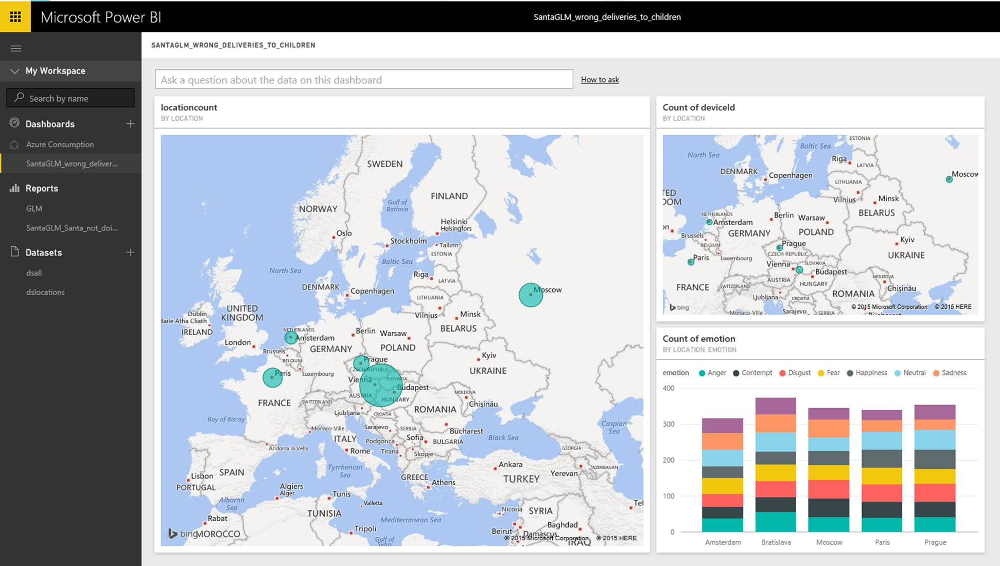 Microsoft Power BI
SantaGLM_wrong_deliveries_to_children
SANTAGLM_WRONG_DELIVERIES_TO_CHILDREN
My Workspace
Search by name
Dashboards
Azure Consumption
SantaGLM_wrong_deliver...
Reports
GLM
SantaGLM_Santa_not_doi...
Datasets
dsall
dslocations
Ask a question about the data on this dashboard
How to ask
locationcount
BY LOCATION
SWEDEN
FINLAND
NORWAY
Gulf of
Bothnia
Helsinki
Helsingfors
Oslo
Stockholm
Tallinn
ESTONIA
Baltic Sea
North Sea
Riga
LATVIA
DENMARK
Copenhagen
Moscow
LITHUANIA
Vilnius
Minsk
BELARUS
UNITED
KINGDOM
Dublin
Baile Atha Cliath
IRELAND
NETHERLANDS
Amsterdam
Berlin
Warsaw
London
GERMANY
POLAND
Brussels
BELGIUM
Prague
CZECH REPUBLIC
Kyiv
UKRAINE
Paris
Luxembourg
Vienna
SLOVAKIA
Budapest
AUSTRIA
HUNGARY
MOLDOVA
Chișinău
FRANCE
SWITZERLAND
Ljubljana
CROATIA
ROMANIA
Bay of Biscay
Monaco-Ville
Sarajevo
SERBIA
Bucharest
Caspian
Sea
ITALY
Podgorica
Sofia
BULGARIA
Black Sea
Andorra la Vella
Rome
Tirana
Skopje
GEORGIA
Tyrrhenian
Sea
Ankara
Yerevan
AZERBAIJAN
Lisbon
SPAIN
PORTUGAL
GREECE
Athens
TURKEY
Algiers
Alger
Tunis
Valletta
Alboran
Sea
TUNISIA
Nicosia
SYRIA
Rabat
Mediterranean Sea
Tripoli
Beirut
Baghdad
Damascus
bing
MOROCCO
Gulf of
Sidra
© 2015 Microsoft Corporation © 2015 HERE
IRAQ
Teh
Count of deviceId
BY LOCATION
ESTONIA
Baltic Sea
North Sea
Riga
LATVIA
DENMARK
Copenhagen
Moscow
LITHUANIA
TED
DOM
Vilnius
Minsk
NETHERLANDS
Amsterdam
Berlin
Warsaw
BELARUS
on
GERMANY
POLAND
Brussels
BELGIUM
Prague
Kyiv
Paris
Luxembourg
CZECH REPUBLIC
UKRAINE
Vienna
SLOVAKIA
Budapest
AUSTRIA
HUNGARY
MOLDOVA
Chișinău
FRANCE
SWITZERLAND
Ljubljana
CROATIA
ROMANIA
bing
Monaco-Ville
Sarajevo
SERBIA
© 2015 Microsoft Corporation © 2015 HERE
Count of emotion
BY LOCATION, EMOTION
emotion Anger Contempt Disgust Fear Happiness Neutral Sadness
400
300
200
100
0
Amsterdam Bratislava Moscow Paris Prague